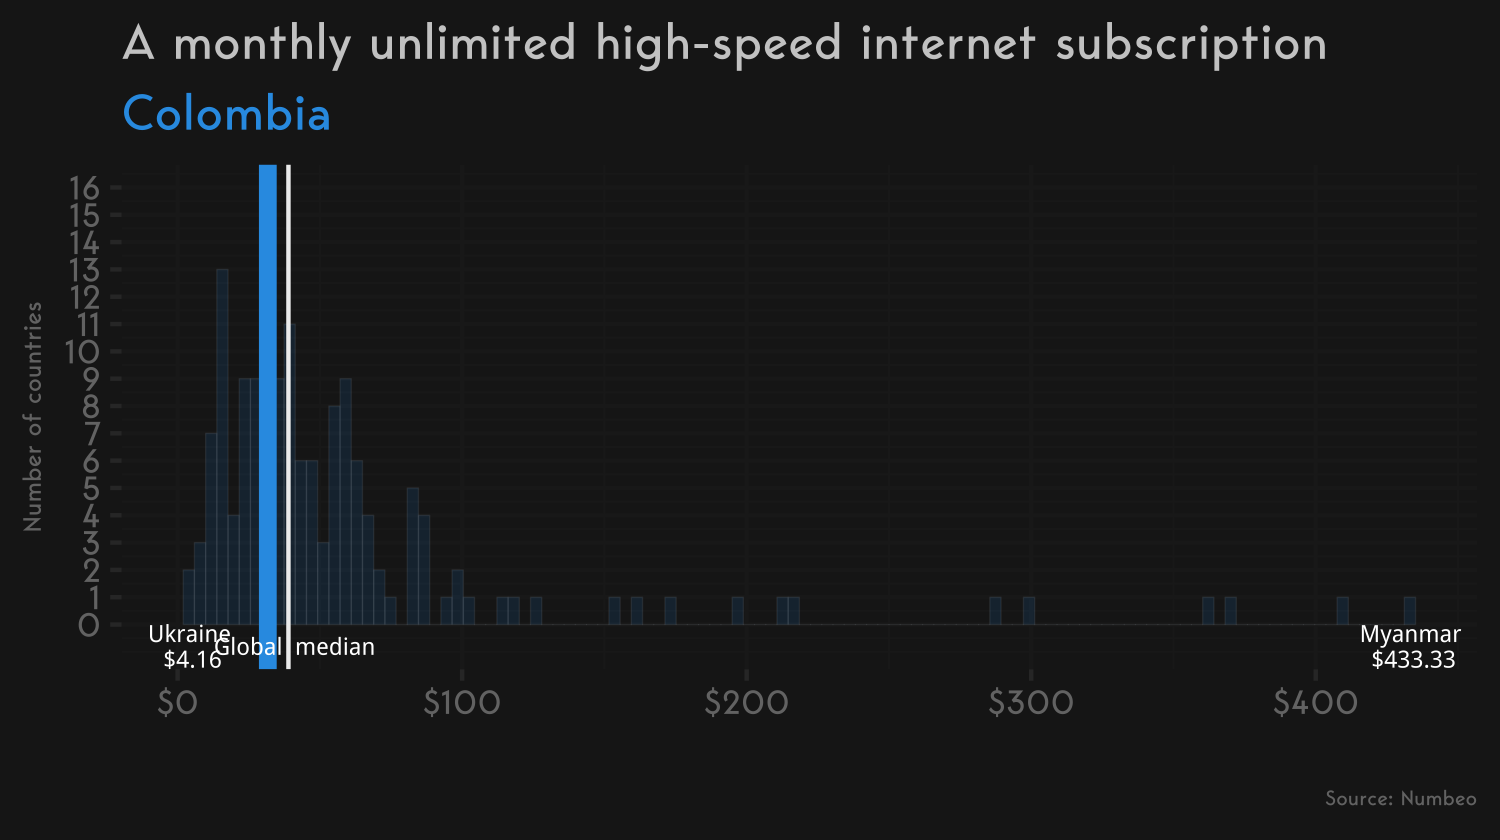 A monthly unlimited high-speed internet subscription
Colombia
Number of countries
16
15
14
13
12
11
10
9
8
7
6
5
4
3
2
1
0
Ukraine
$4.16
Global median
Myanmar
$433.33
$0 $100 $200 $300 $400
Source: Numbeo